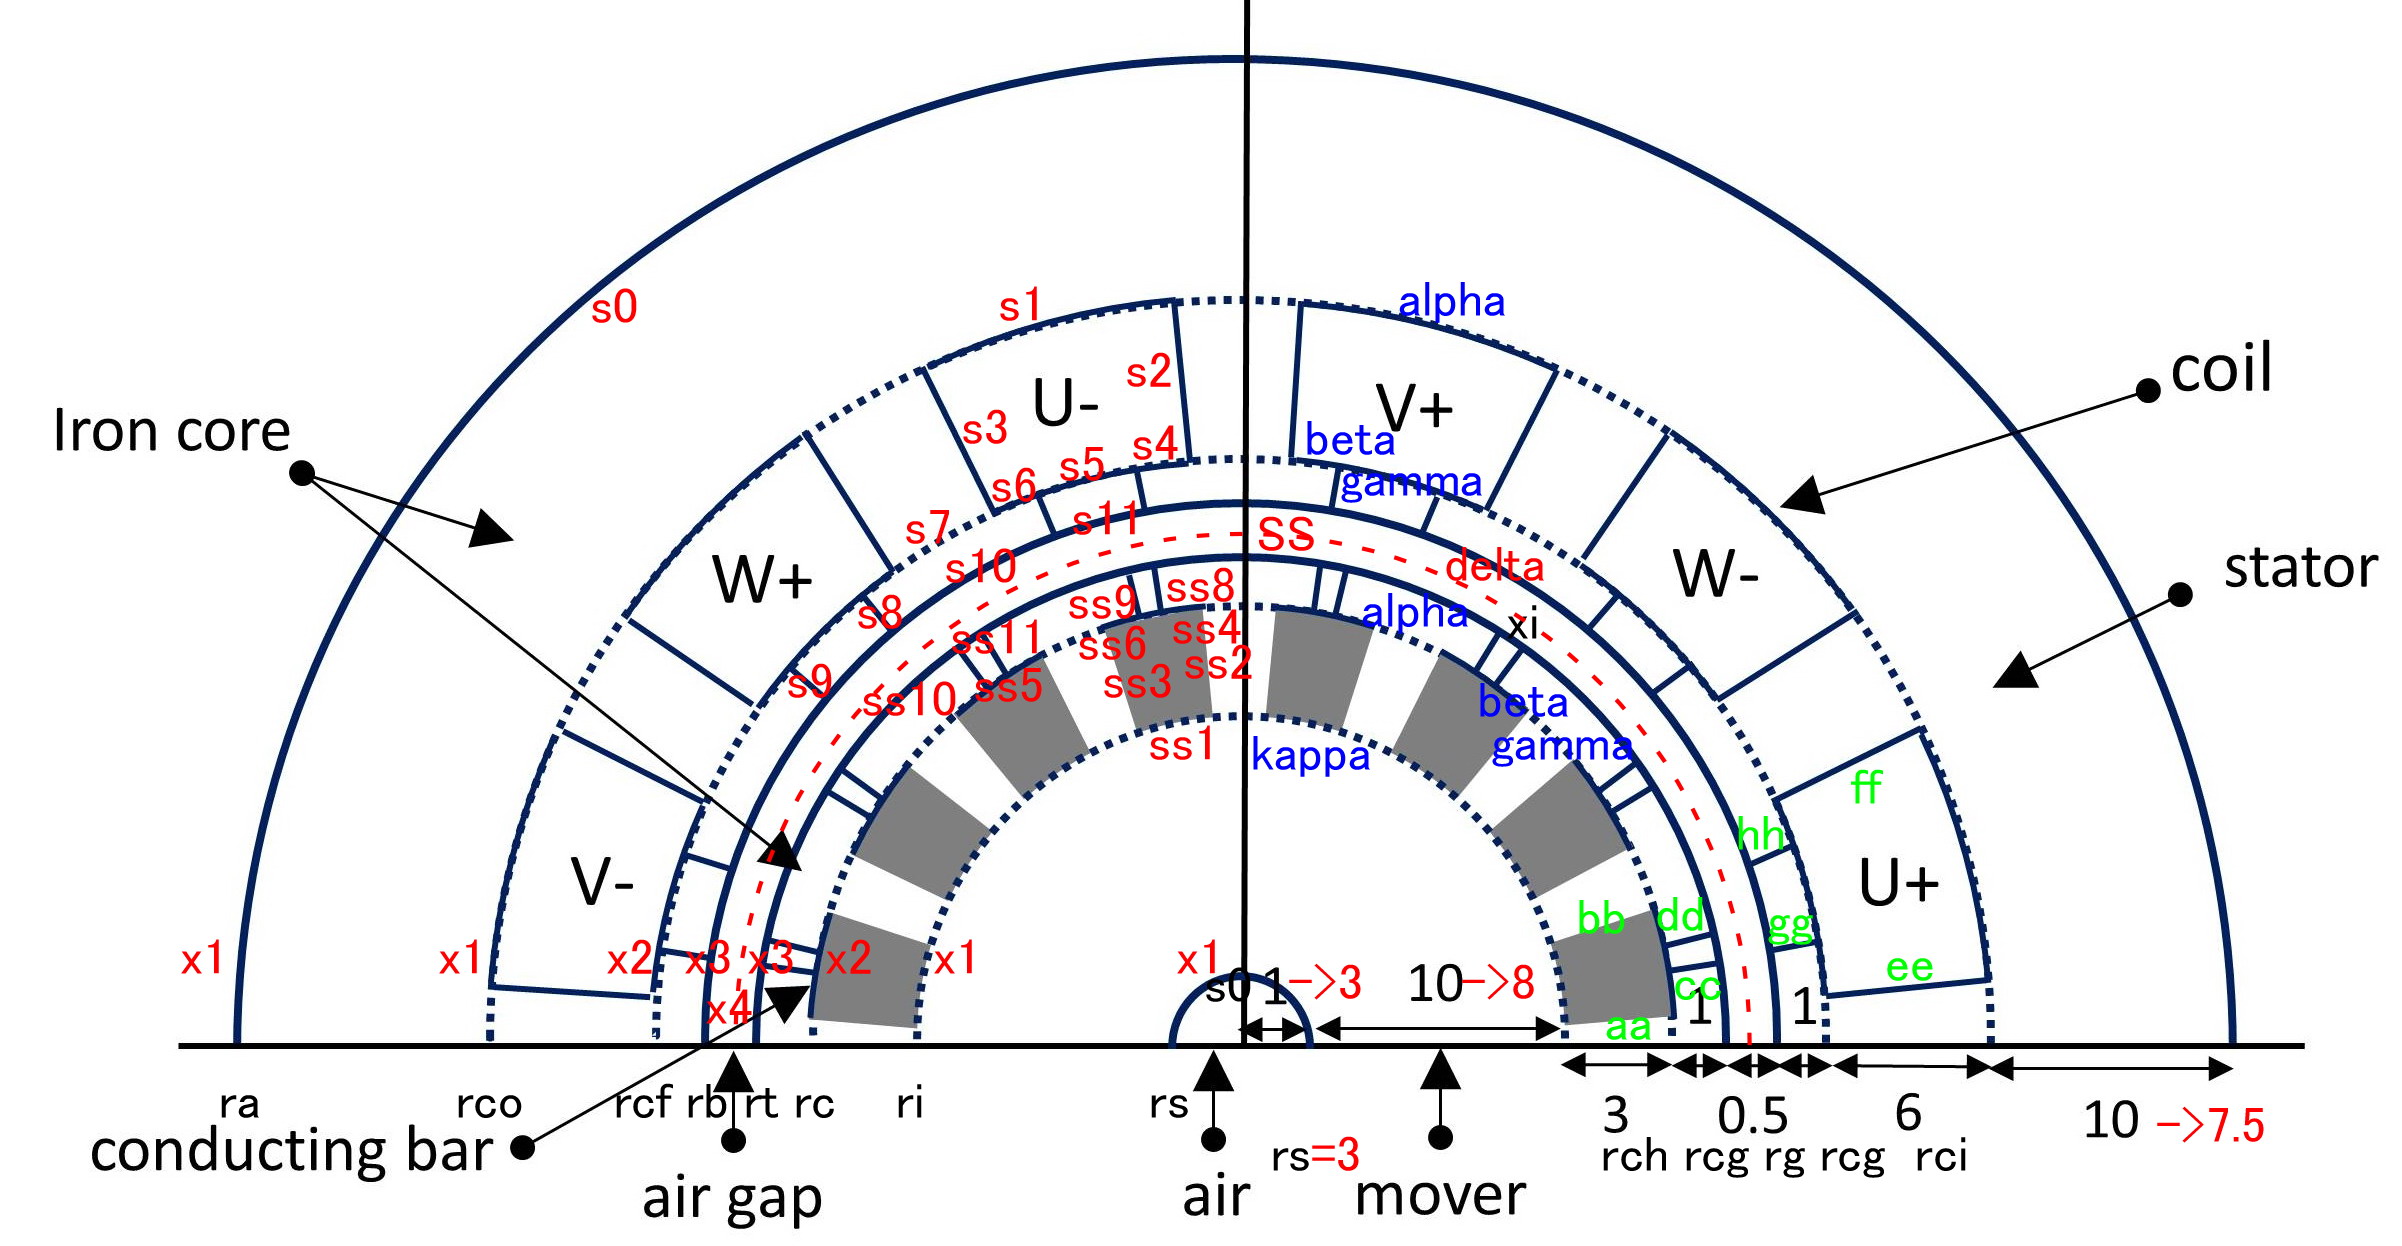 s0
s1
alpha
s2
coil
U-
V+
Iron core
s3
s4
beta
s5
s6
gamma
s7
s11
SS
W+
s10
delta
W-
stator
s8
ss9
ss8
alpha
xi
ss11
ss6
ss4
s9
ss2
ss10
ss5
ss3
beta
ss1
kappa
gamma
ff
hh
V-
U+
bb
dd
gg
x1
x1
x2
x3
x3
x2
x1
x1
ee
s0
1
->3
10
->8
cc
x4
1
1
aa
ra
rco
rcf
rb
rt
rc
ri
rs
3
0.5
6
10
->7.5
conducting bar
rs=3
rch
rcg
rg
rcg
rci
air gap
air
mover